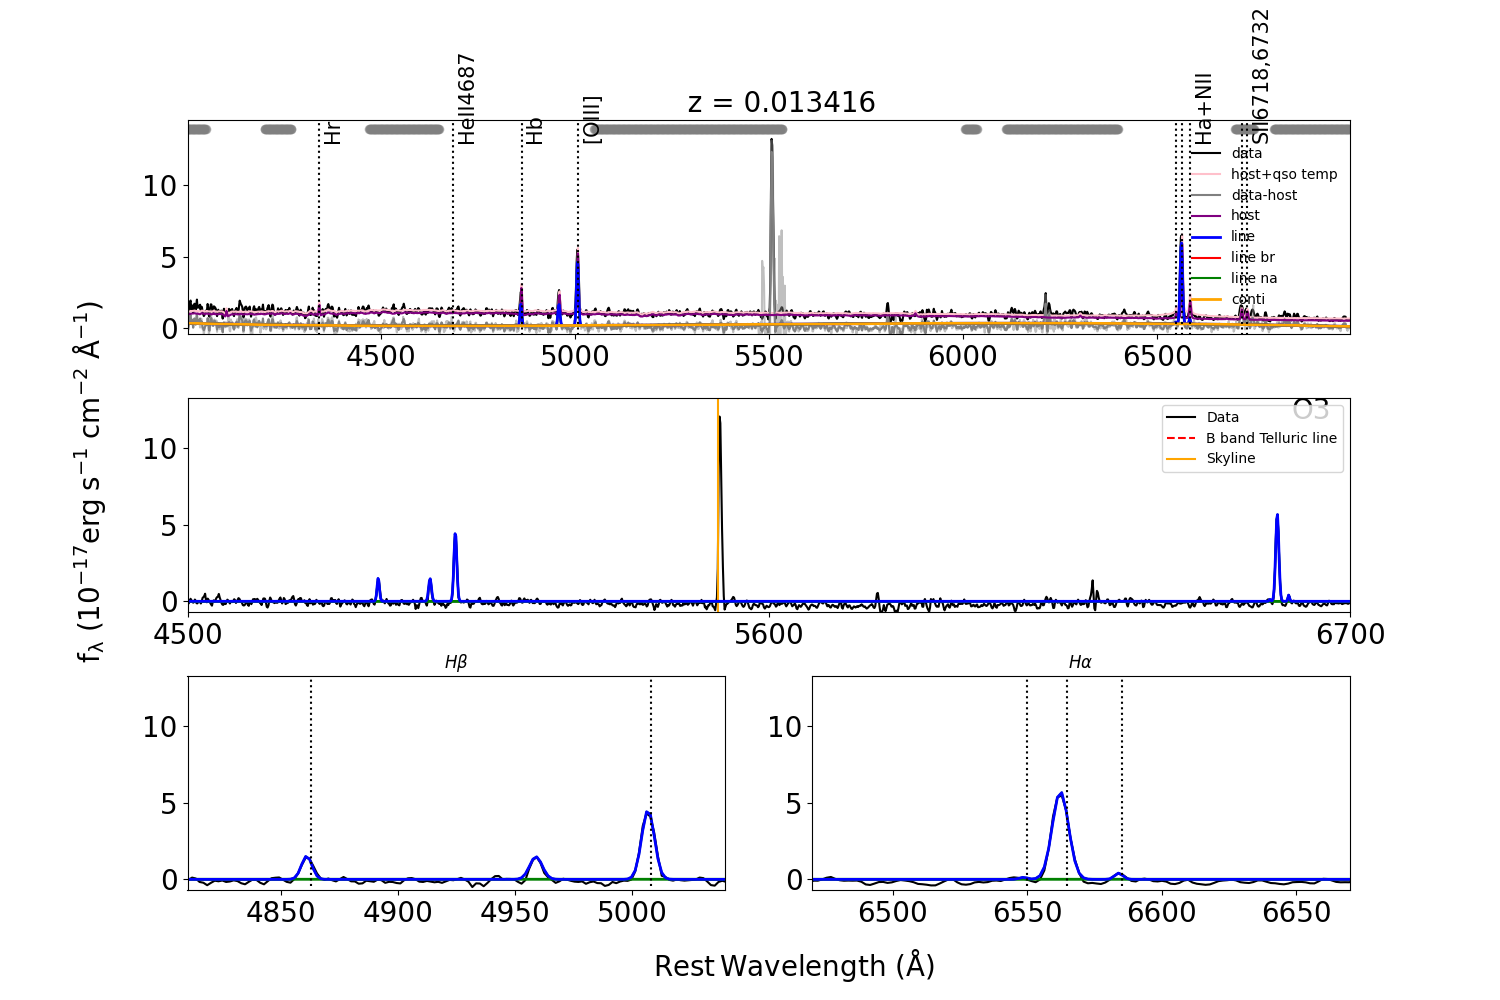 z = 0.013416
Hr
HeII4687
Hb
[OIII]
Ha+NII
SII6718,6732
data
host+qso temp
data-host
host
line
line br
line na
conti
10
5
0
4500 5000 5500 6000 6500
O3
Data
B band Telluric line
Skyline
10
5
0
4500 5600 6700
f_λ (10^−17 erg s^−1 cm^−2 Å^−1)
Hβ
10
5
0
4850 4900 4950 5000
Hα
10
5
0
6500 6550 6600 6650
Rest Wavelength (Å)